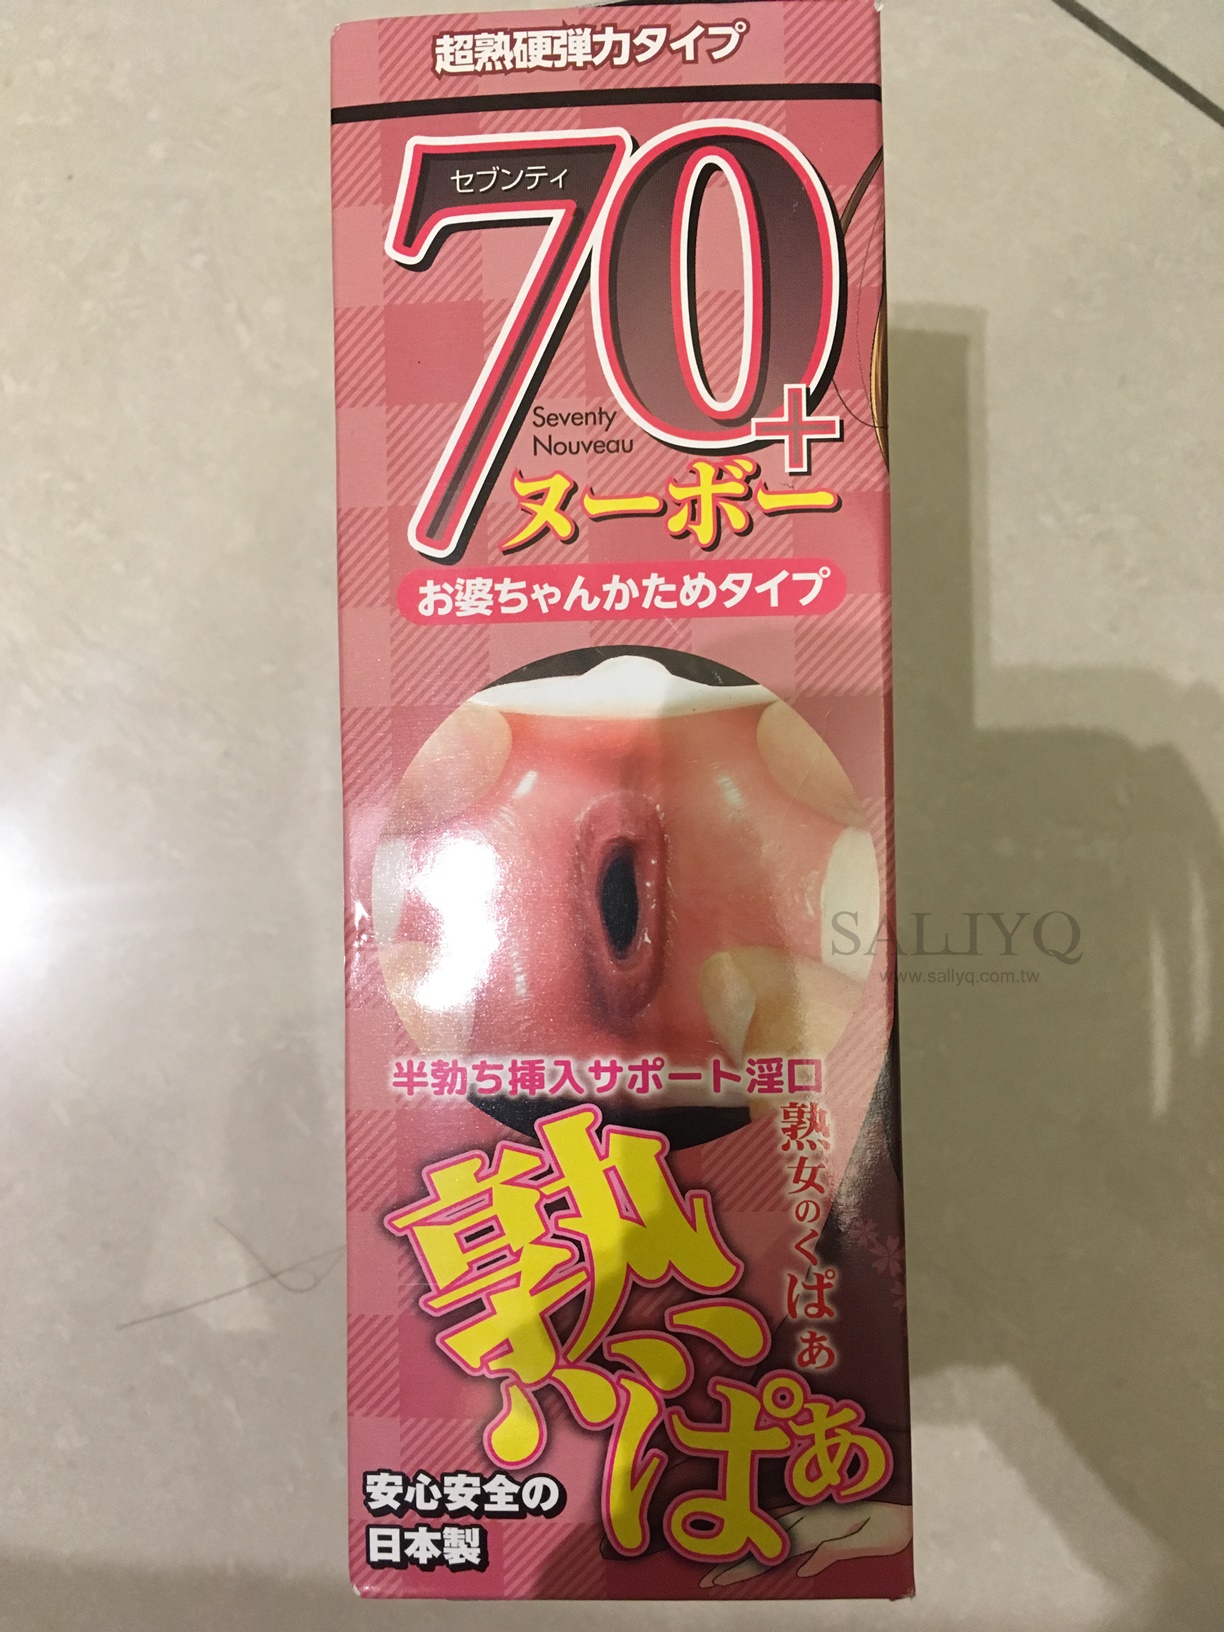 超熟硬弾力タイプ
セブンティ
70+
Seventy
Nouveau
ヌーボー
お婆ちゃんかためタイプ
SALLYQ
www.sallyq.com.tw
半勃ち挿入サポート淫口
熟女のくぱぁ
熟ぱぁ
安心安全の
日本製